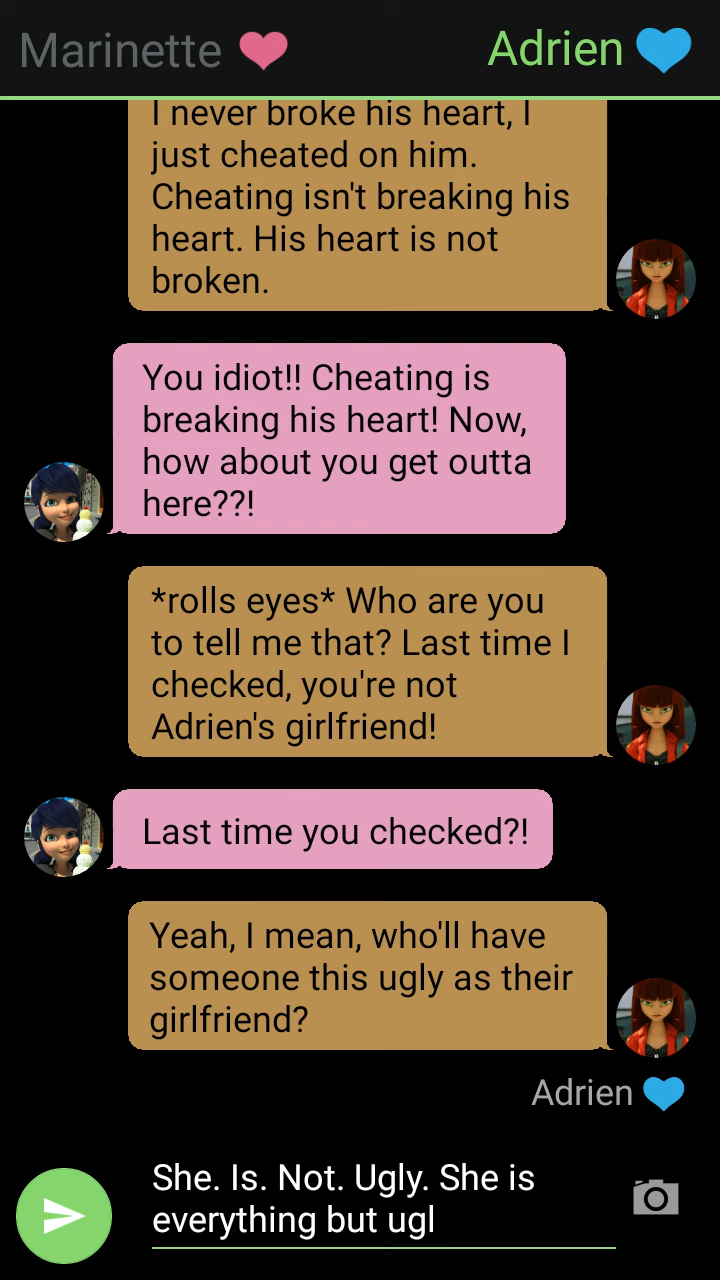 Marinette 💗 Adrien 💙
I never broke his heart, I
just cheated on him.
Cheating isn't breaking his
heart. His heart is not
broken.
You idiot!! Cheating is
breaking his heart! Now,
how about you get outta
here??!
*rolls eyes* Who are you
to tell me that? Last time I
checked, you're not
Adrien's girlfriend!
Last time you checked?!
Yeah, I mean, who'll have
someone this ugly as their
girlfriend?
Adrien 💙
She. Is. Not. Ugly. She is
everything but ugl